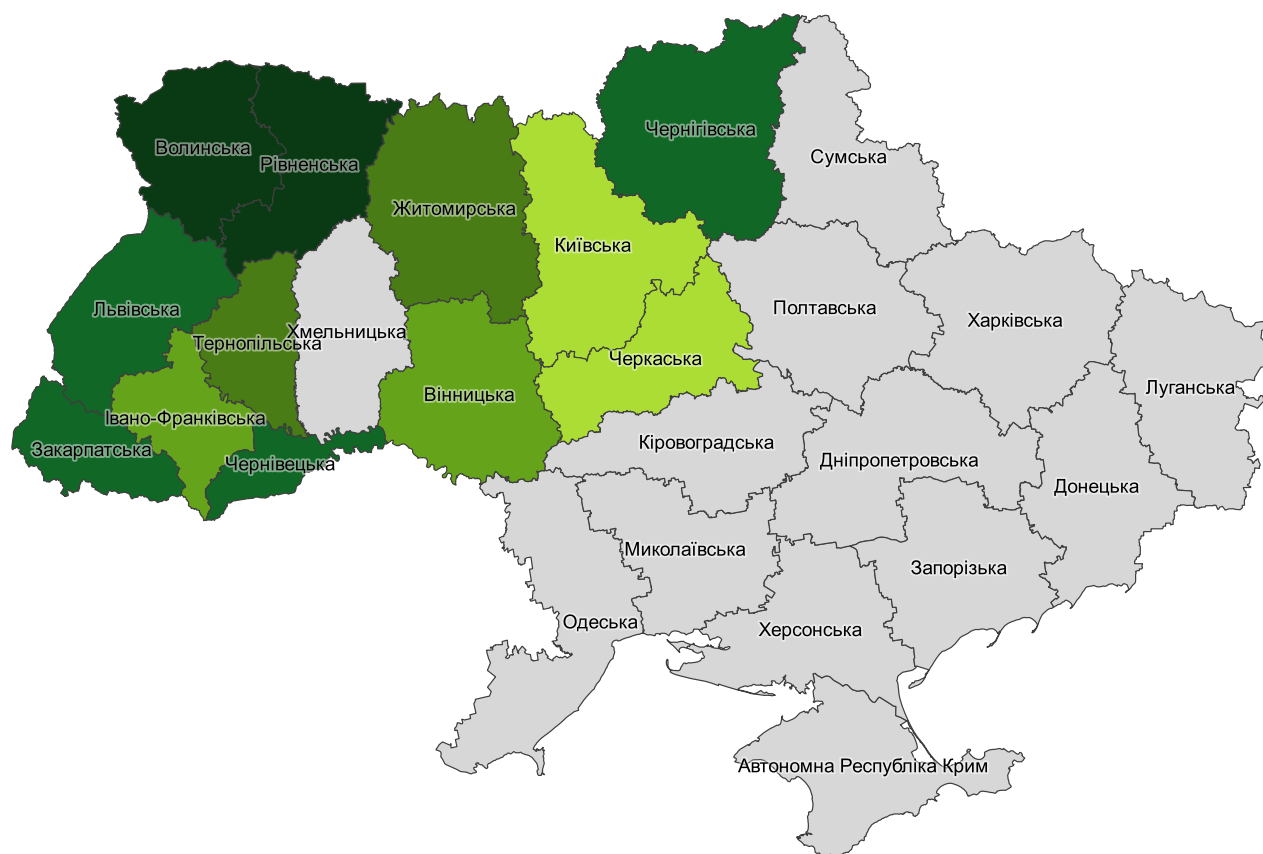 Чернігівська
Волинська
Рівненська
Сумська
Житомирська
Київська
Львівська
Тернопільська
Хмельницька
Полтавська
Харківська
Черкаська
Луганська
Вінницька
Івано-Франківська
Закарпатська
Чернівецька
Кіровоградська
Дніпропетровська
Донецька
Миколаївська
Запорізька
Одеська
Херсонська
Автономна Республіка Крим